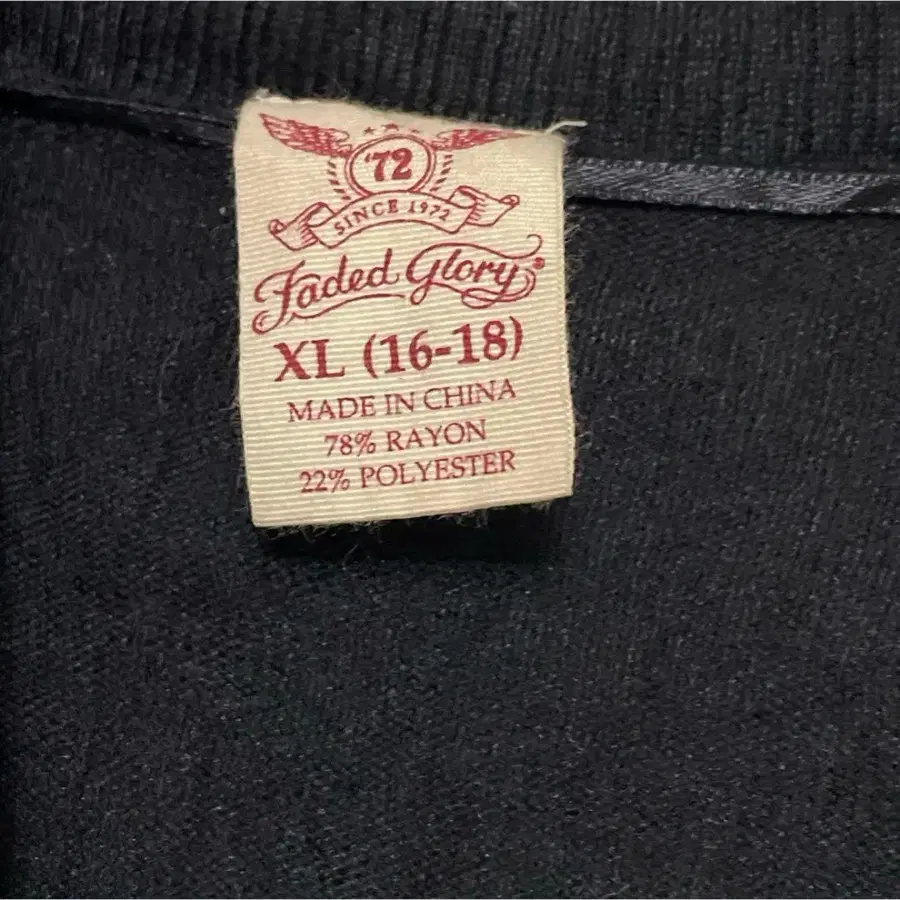 '72
SINCE 1972
Faded Glory®
XL (16-18)
MADE IN CHINA
78% RAYON
22% POLYESTER